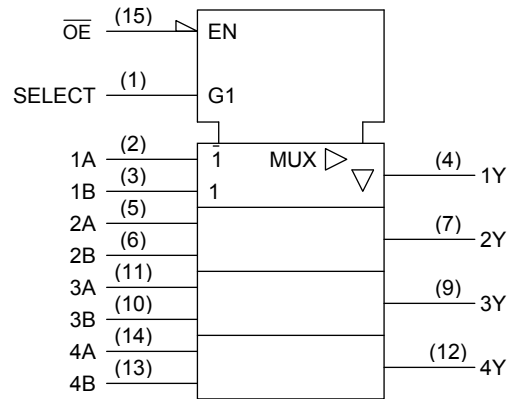 O̅E̅ (15) EN
SELECT (1) G1
1A (2) 1̅ MUX (4) 1Y
1B (3) 1
2A (5) (7) 2Y
2B (6)
3A (11) (9) 3Y
3B (10)
4A (14) (12) 4Y
4B (13)